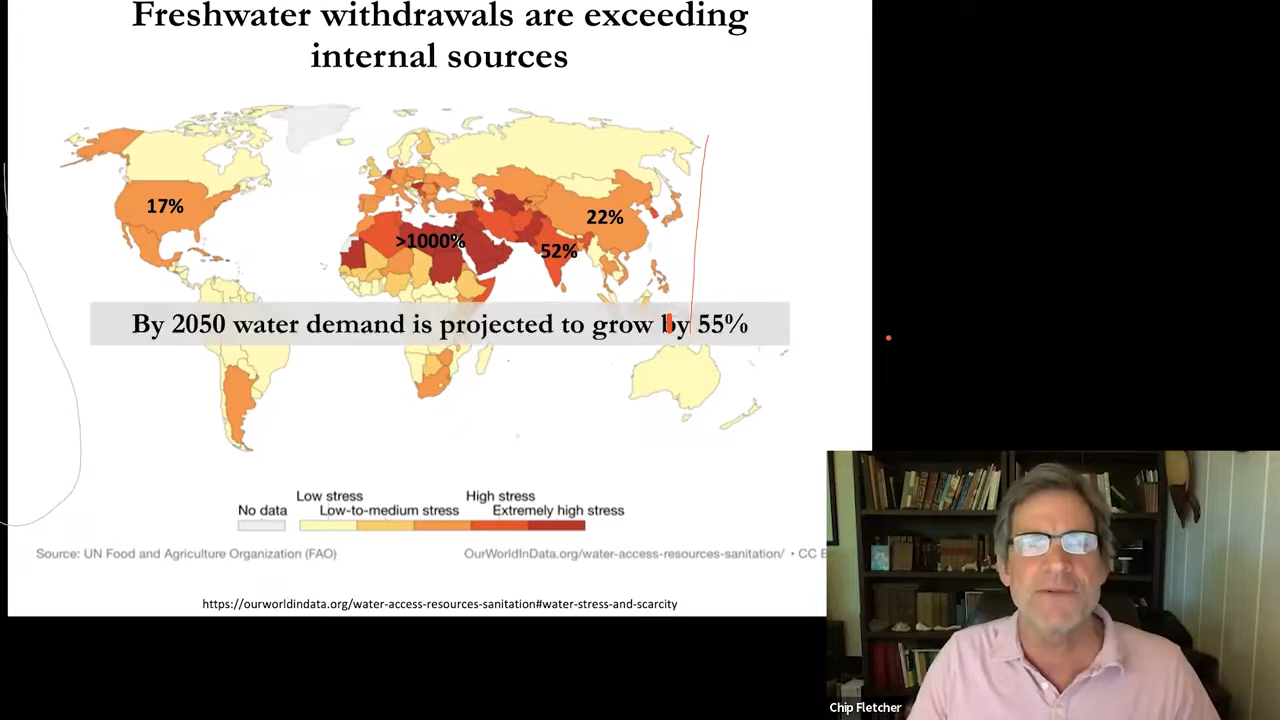 Freshwater withdrawals are exceeding
internal sources
17%
22%
>1000%
52%
By 2050 water demand is projected to grow by 55%
Low stress
High stress
No data
Low-to-medium stress
Extremely high stress
Source: UN Food and Agriculture Organization (FAO)
OurWorldInData.org/water-access-resources-sanitation/ • CC
https://ourworldindata.org/water-access-resources-sanitation#water-stress-and-scarcity
Chip Fletcher